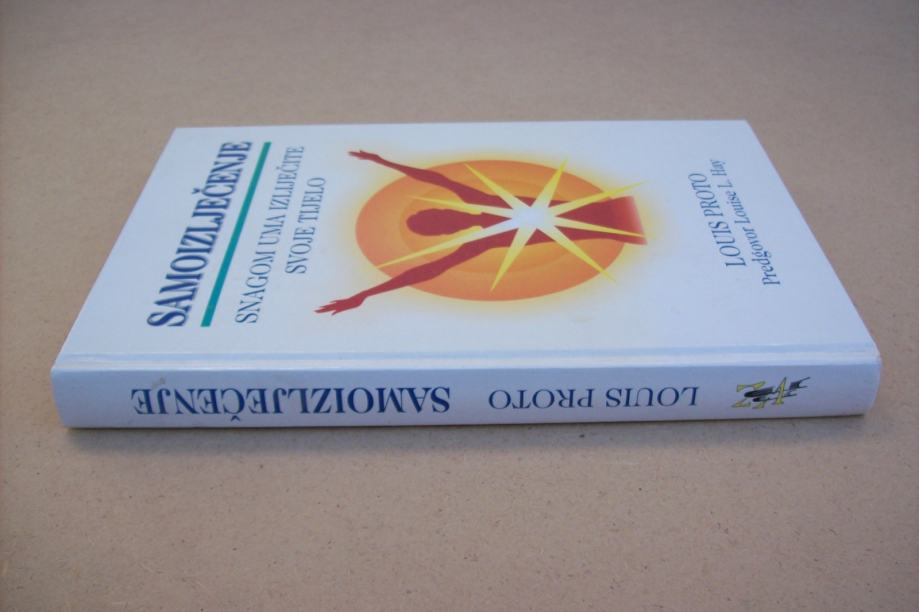 SAMOIZLJEČENJE
SNAGOM UMA IZLIJEČITE
SVOJE TIJELO
LOUIS PROTO
Predgovor Louise L. Hay
LOUIS PROTO SAMOIZLJEČENJE